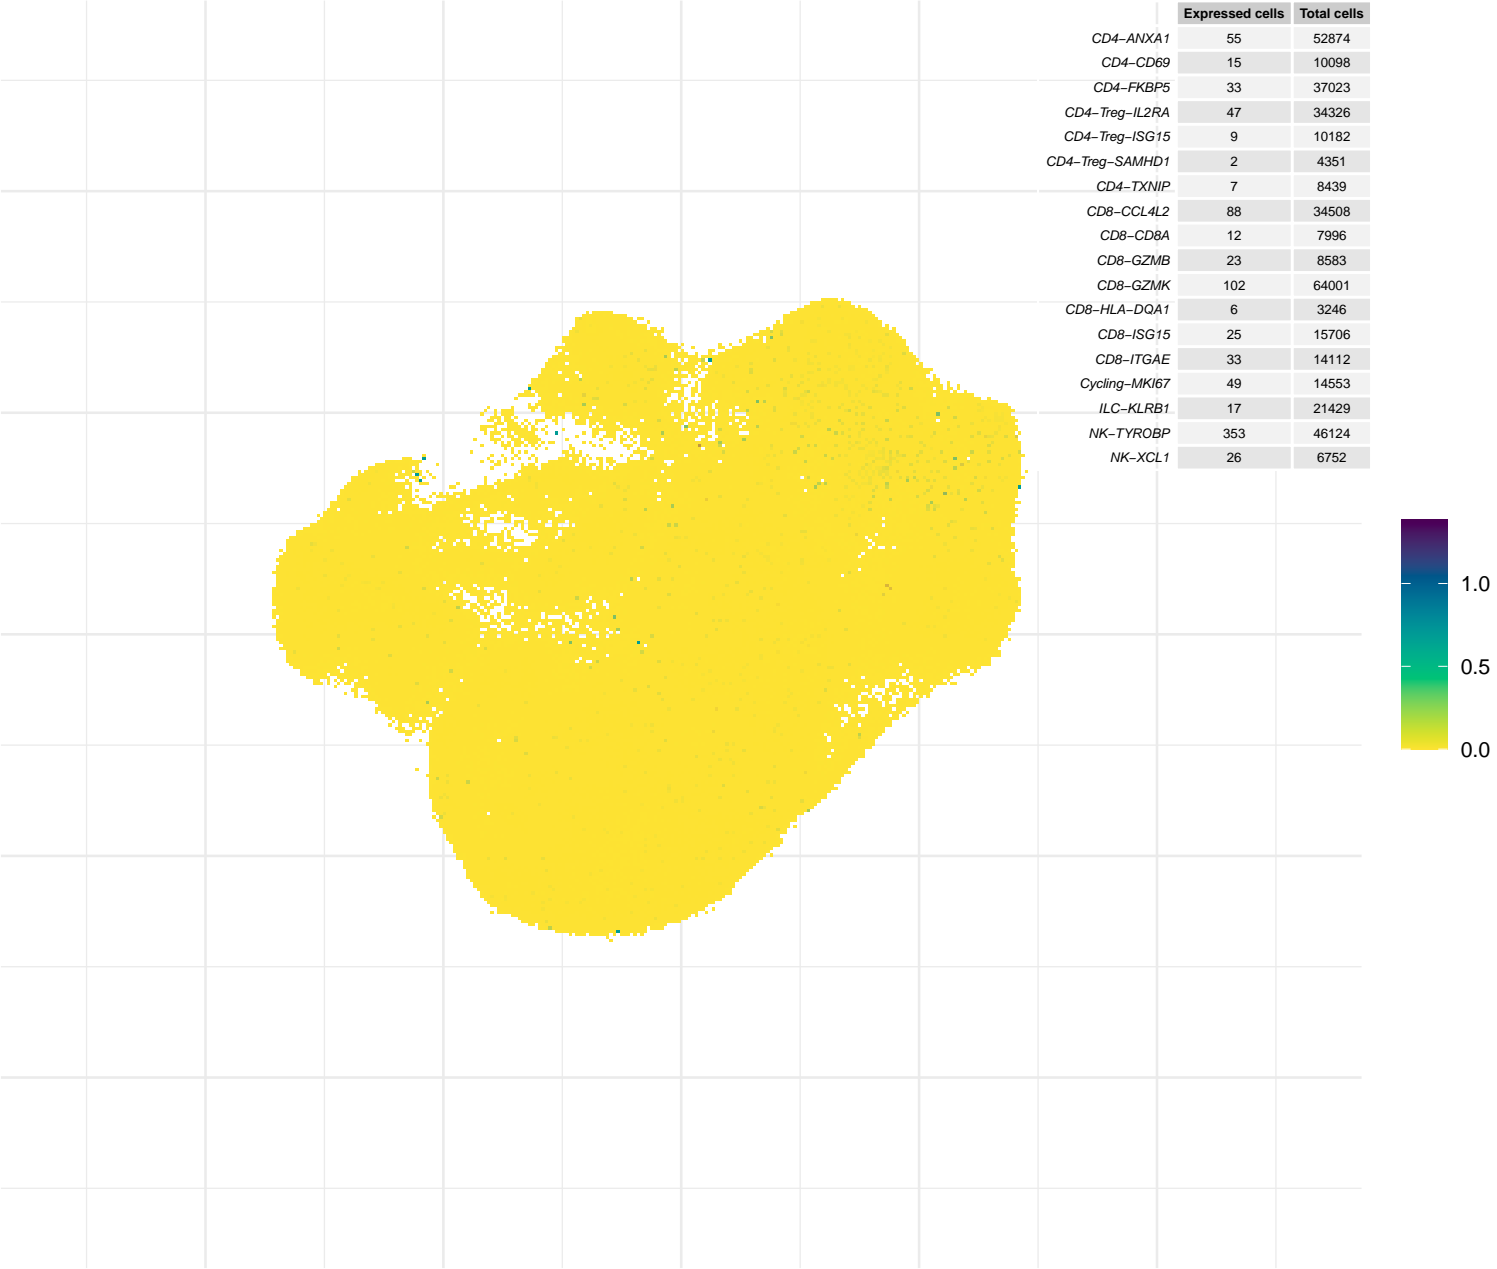 Expressed cells Total cells
CD4−ANXA1 55 52874
CD4−CD69 15 10098
CD4−FKBP5 33 37023
CD4−Treg−IL2RA 47 34326
CD4−Treg−ISG15 9 10182
CD4−Treg−SAMHD1 2 4351
CD4−TXNIP 7 8439
CD8−CCL4L2 88 34508
CD8−CD8A 12 7996
CD8−GZMB 23 8583
CD8−GZMK 102 64001
CD8−HLA−DQA1 6 3246
CD8−ISG15 25 15706
CD8−ITGAE 33 14112
Cycling−MKI67 49 14553
ILC−KLRB1 17 21429
NK−TYROBP 353 46124
NK−XCL1 26 6752
1.0
0.5
0.0